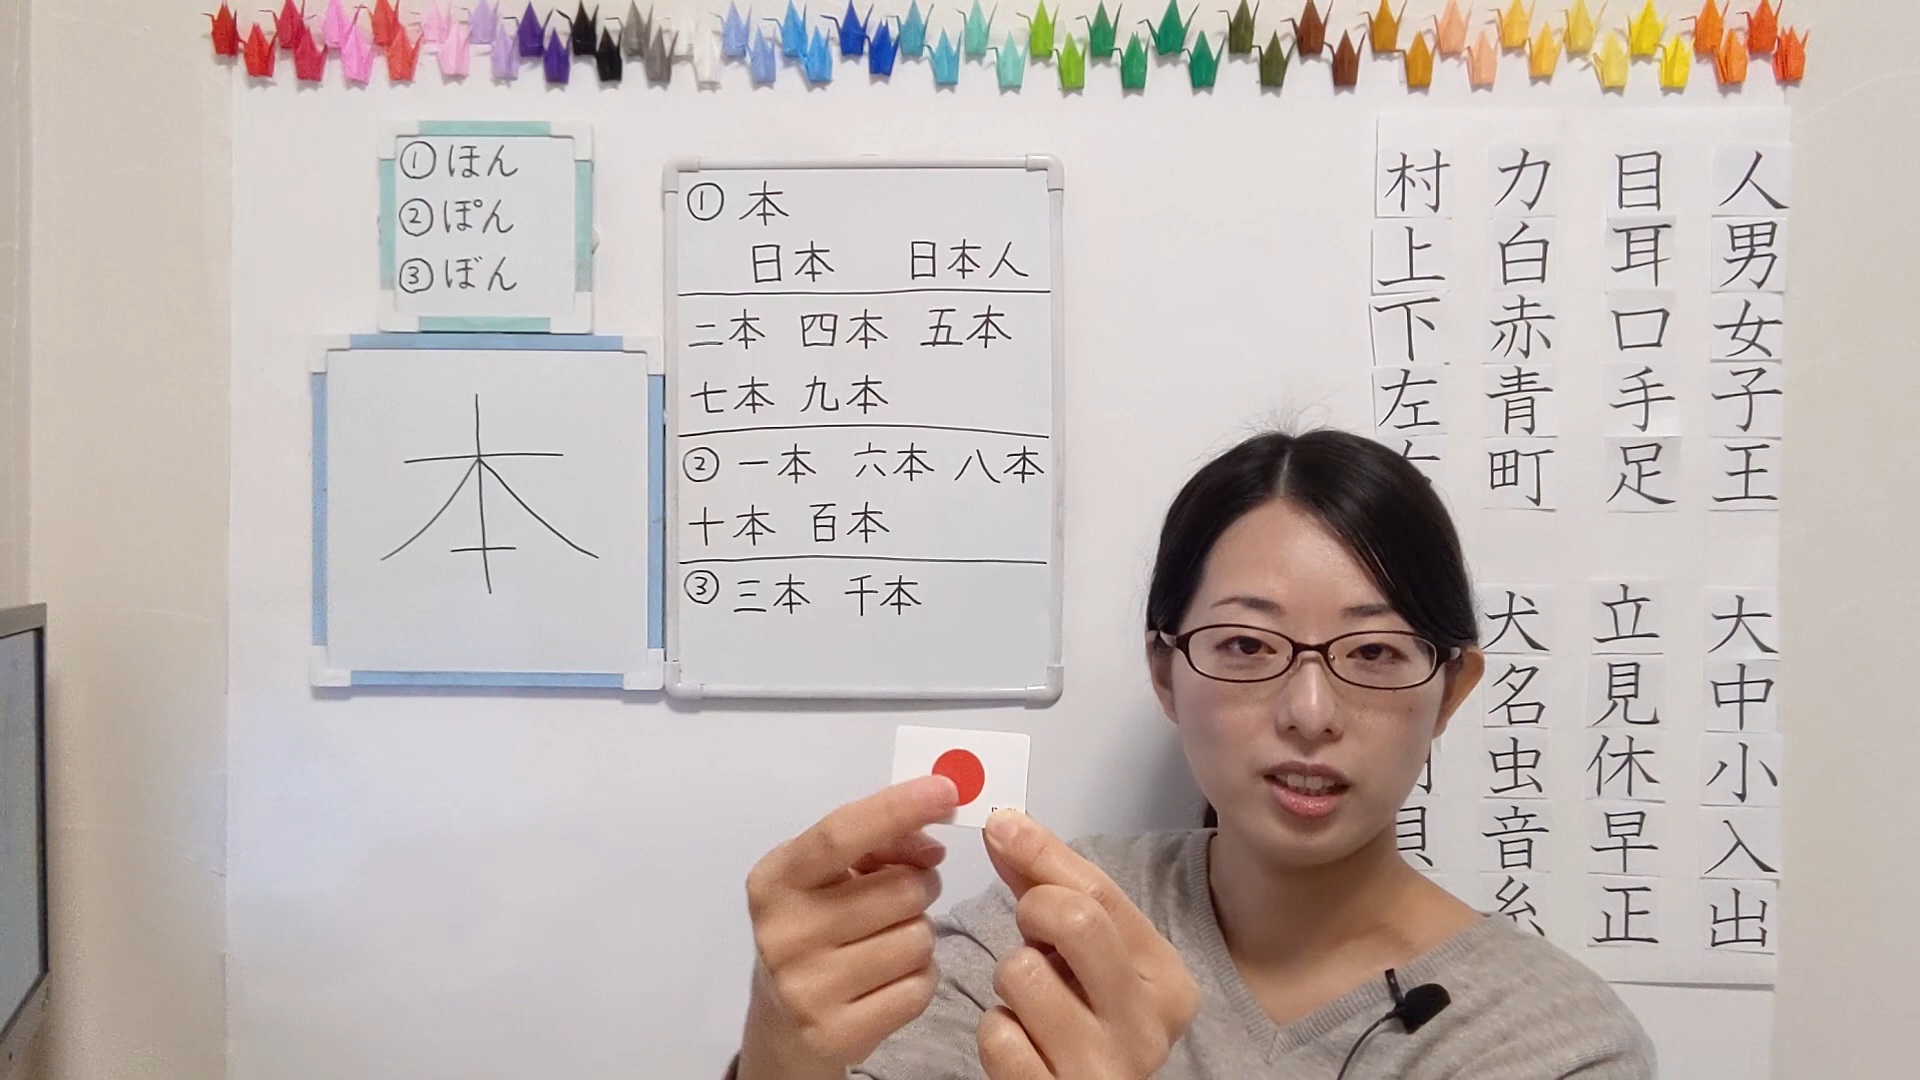 ① ほん
② ぽん
③ ぼん
本
① 本
日本 日本人
二本 四本 五本
七本 九本
② 一本 六本 八本
十本 百本
③ 三本 千本
人男女子王
目耳口手足
力白赤青町
村上下左
大中小入出
立見休早正
犬名虫音糸
貝